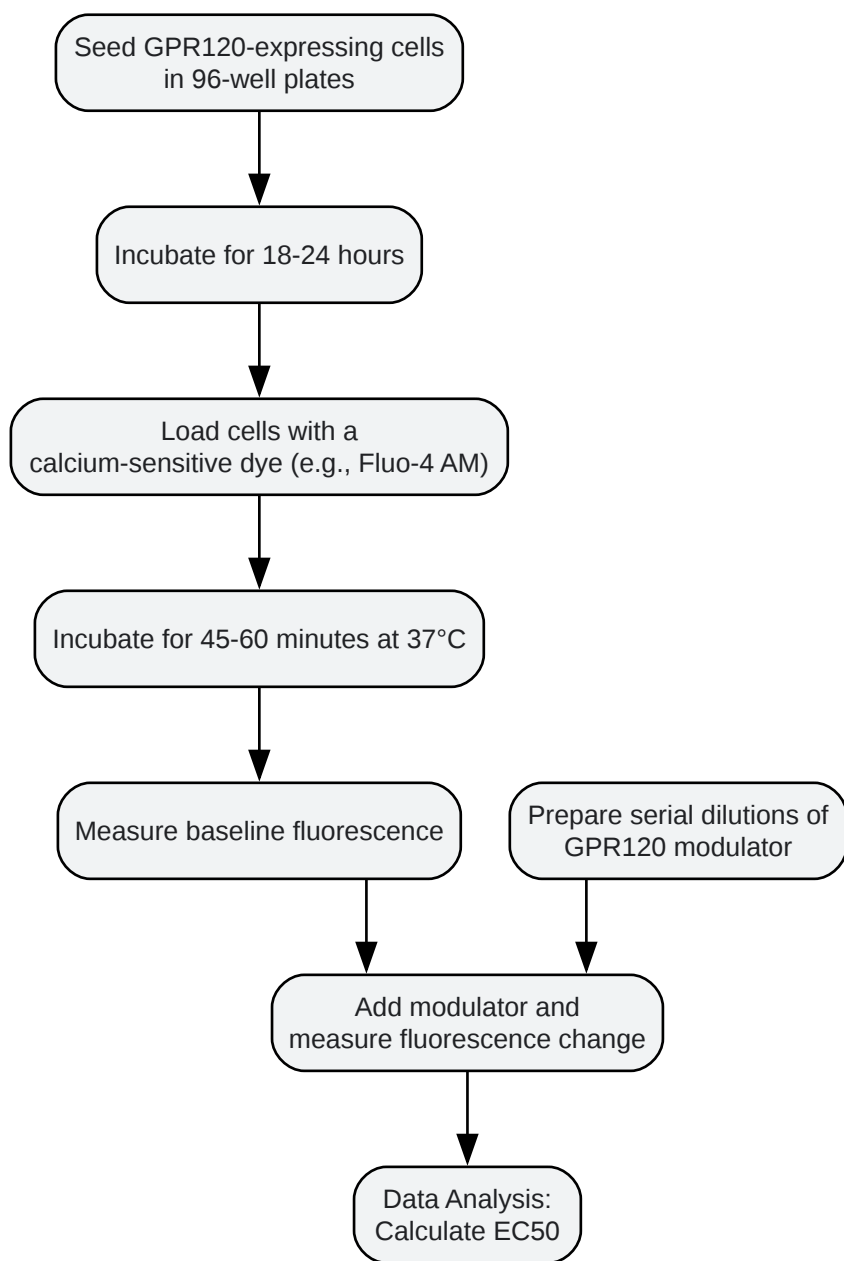 Seed GPR120-expressing cells
in 96-well plates
Incubate for 18-24 hours
Load cells with a
calcium-sensitive dye (e.g., Fluo-4 AM)
Incubate for 45-60 minutes at 37°C
Measure baseline fluorescence
Prepare serial dilutions of
GPR120 modulator
Add modulator and
measure fluorescence change
Data Analysis:
Calculate EC50